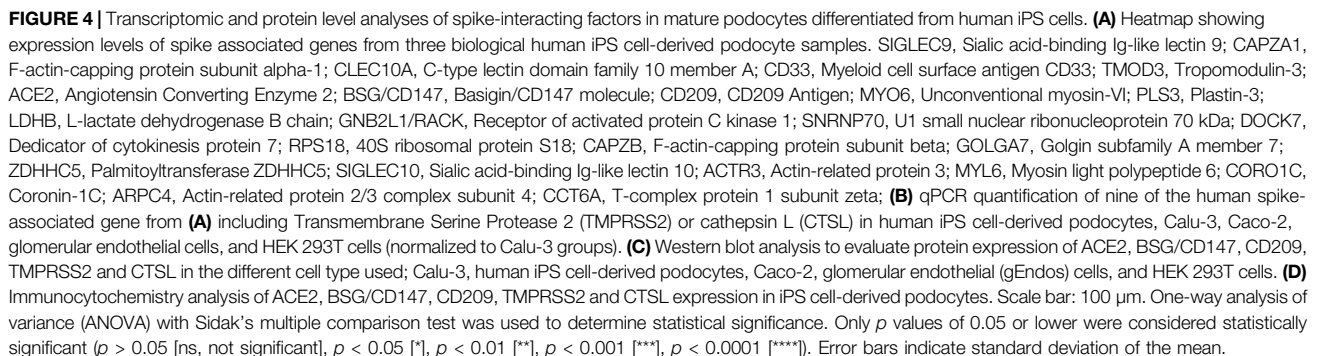 FIGURE 4 | Transcriptomic and protein level analyses of spike-interacting factors in mature podocytes differentiated from human iPS cells. (A) Heatmap showing
expression levels of spike associated genes from three biological human iPS cell-derived podocyte samples. SIGLEC9, Sialic acid-binding Ig-like lectin 9; CAPZA1,
F-actin-capping protein subunit alpha-1; CLEC10A, C-type lectin domain family 10 member A; CD33, Myeloid cell surface antigen CD33; TMOD3, Tropomodulin-3;
ACE2, Angiotensin Converting Enzyme 2; BSG/CD147, Basigin/CD147 molecule; CD209, CD209 Antigen; MYO6, Unconventional myosin-VI; PLS3, Plastin-3;
LDHB, L-lactate dehydrogenase B chain; GNB2L1/RACK, Receptor of activated protein C kinase 1; SNRNP70, U1 small nuclear ribonucleoprotein 70 kDa; DOCK7,
Dedicator of cytokinesis protein 7; RPS18, 40S ribosomal protein S18; CAPZB, F-actin-capping protein subunit beta; GOLGA7, Golgin subfamily A member 7;
ZDHHC5, Palmitoyltransferase ZDHHC5; SIGLEC10, Sialic acid-binding Ig-like lectin 10; ACTR3, Actin-related protein 3; MYL6, Myosin light polypeptide 6; CORO1C,
Coronin-1C; ARPC4, Actin-related protein 2/3 complex subunit 4; CCT6A, T-complex protein 1 subunit zeta; (B) qPCR quantification of nine of the human spike-
associated gene from (A) including Transmembrane Serine Protease 2 (TMPRSS2) or cathepsin L (CTSL) in human iPS cell-derived podocytes, Calu-3, Caco-2,
glomerular endothelial cells, and HEK 293T cells (normalized to Calu-3 groups). (C) Western blot analysis to evaluate protein expression of ACE2, BSG/CD147, CD209,
TMPRSS2 and CTSL in the different cell type used; Calu-3, human iPS cell-derived podocytes, Caco-2, glomerular endothelial (gEndos) cells, and HEK 293T cells. (D)
Immunocytochemistry analysis of ACE2, BSG/CD147, CD209, TMPRSS2 and CTSL expression in iPS cell-derived podocytes. Scale bar: 100 μm. One-way analysis of
variance (ANOVA) with Sidak's multiple comparison test was used to determine statistical significance. Only p values of 0.05 or lower were considered statistically
significant (p > 0.05 [ns, not significant], p < 0.05 [*], p < 0.01 [**], p < 0.001 [***], p < 0.0001 [****]). Error bars indicate standard deviation of the mean.